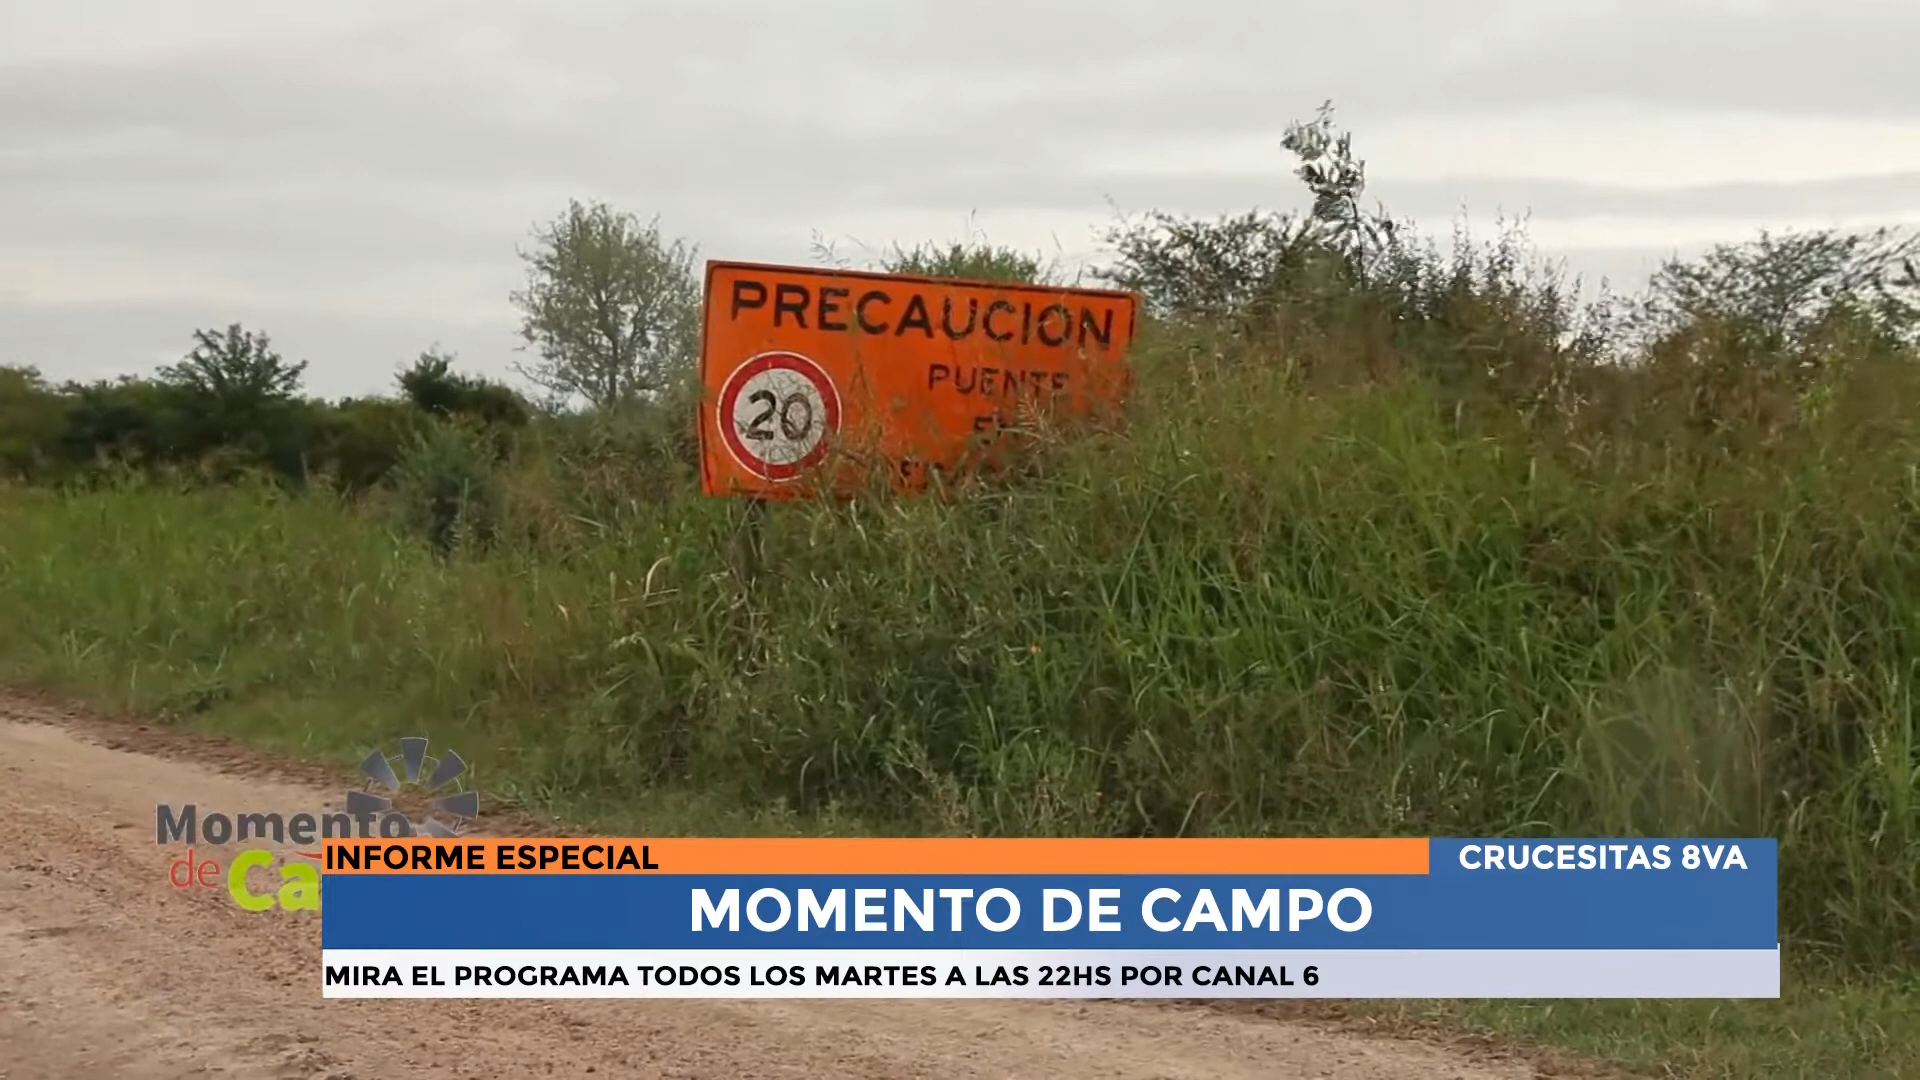 PRECAUCION
PUENTE
20
Momento
de Ca
INFORME ESPECIAL
CRUCESITAS 8VA
MOMENTO DE CAMPO
MIRA EL PROGRAMA TODOS LOS MARTES A LAS 22HS POR CANAL 6